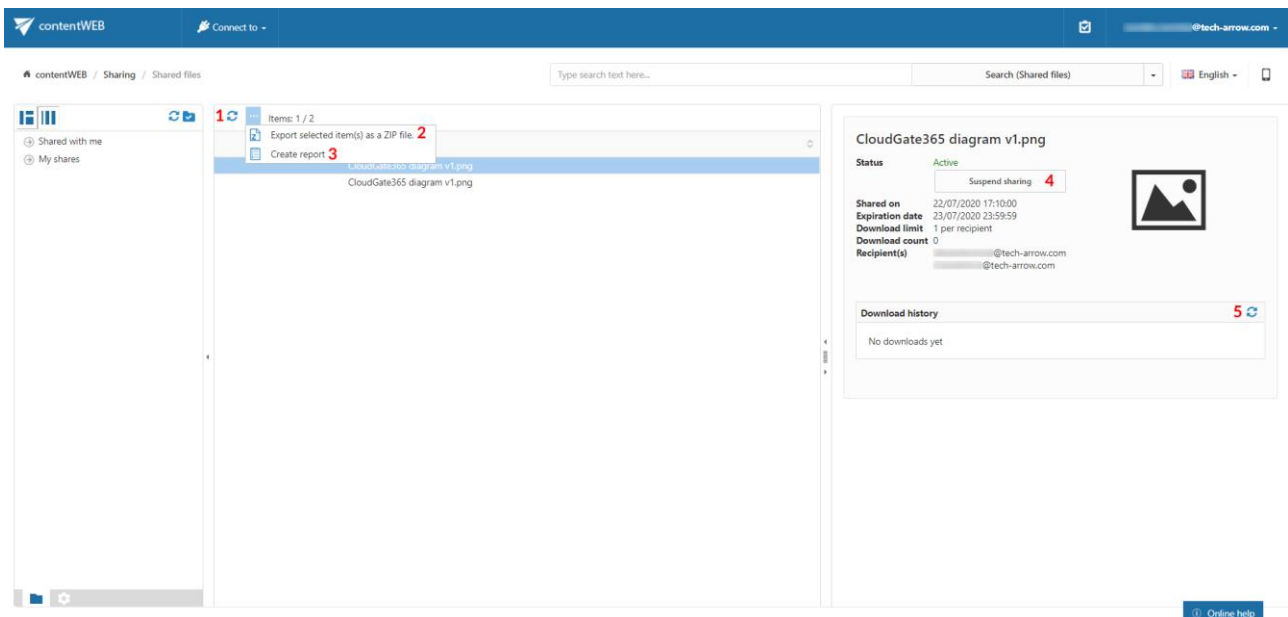 contentWEB Connect to @tech-arrow.com
contentWEB / Sharing / Shared files Type search text here... Search (Shared files) English
1 ... Items: 1 / 2
Export selected item(s) as a ZIP file. 2
Create report 3
Shared with me
My shares
CloudGate365 diagram v1.png
CloudGate365 diagram v1.png
CloudGate365 diagram v1.png
Status Active
Suspend sharing 4
Shared on 22/07/2020 17:10:00
Expiration date 23/07/2020 23:59:59
Download limit 1 per recipient
Download count 0
Recipient(s) @tech-arrow.com
@tech-arrow.com
Download history 5
No downloads yet
Online help